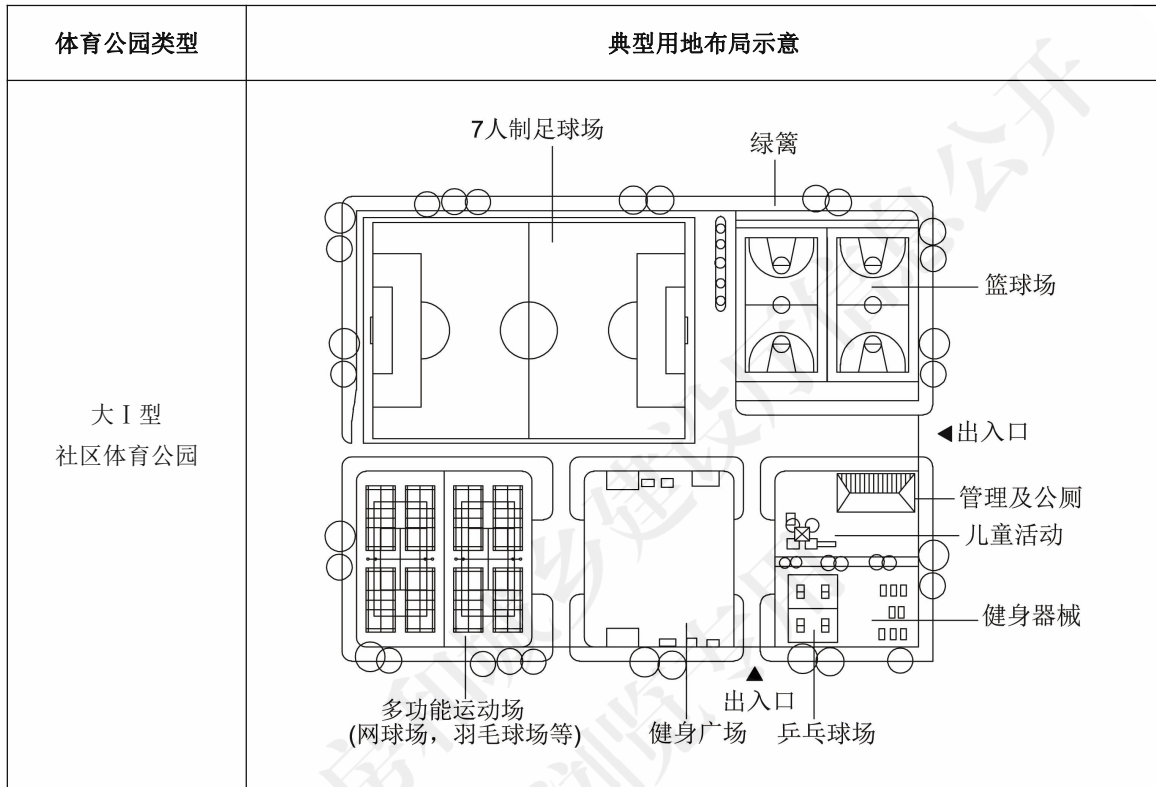 体育公园类型
典型用地布局示意
大Ⅰ型
社区体育公园
7人制足球场
绿篱
篮球场
出入口
管理及公厕
儿童活动
健身器械
出入口
多功能运动场
(网球场，羽毛球场等)
健身广场
乒乓球场